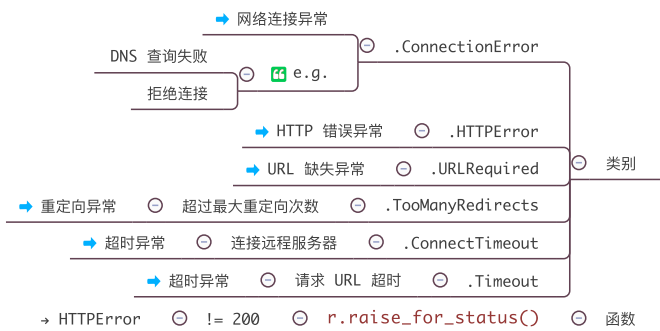 网络连接异常
.ConnectionError
DNS 查询失败
e.g.
拒绝连接
HTTP 错误异常 .HTTPError
URL 缺失异常 .URLRequired
类别
重定向异常 超过最大重定向次数 .TooManyRedirects
超时异常 连接远程服务器 .ConnectTimeout
超时异常 请求 URL 超时 .Timeout
→ HTTPError != 200 r.raise_for_status() 函数